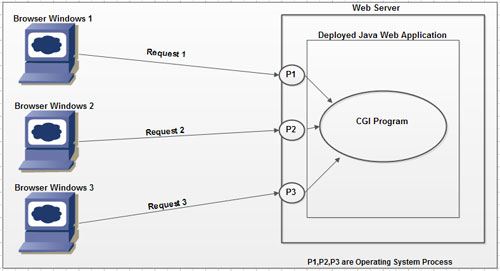 Browser Windows 1
Web Server
Deployed Java Web Application
Request 1
P1
Browser Windows 2
Request 2
P2
CGI Program
Browser Windows 3
Request 3
P3
P1,P2,P3 are Operating System Process